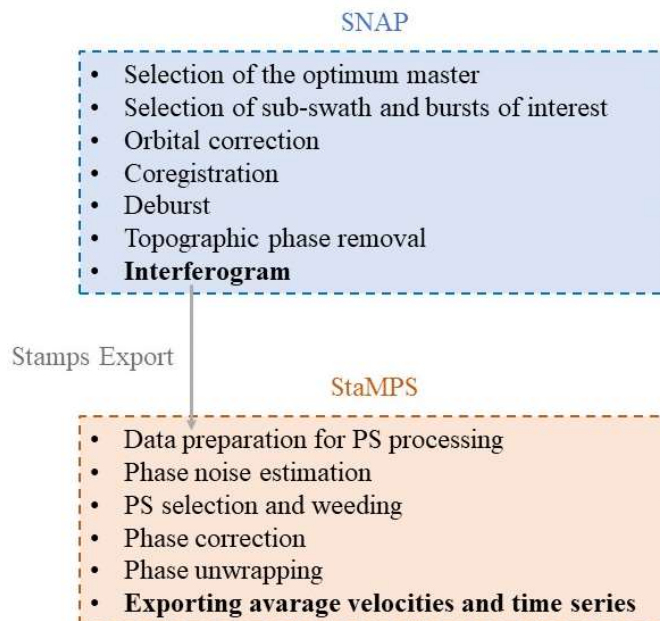 SNAP
• Selection of the optimum master
• Selection of sub-swath and bursts of interest
• Orbital correction
• Coregistration
• Deburst
• Topographic phase removal
• Interferogram
Stamps Export
StaMPS
• Data preparation for PS processing
• Phase noise estimation
• PS selection and weeding
• Phase correction
• Phase unwrapping
• Exporting avarage velocities and time series